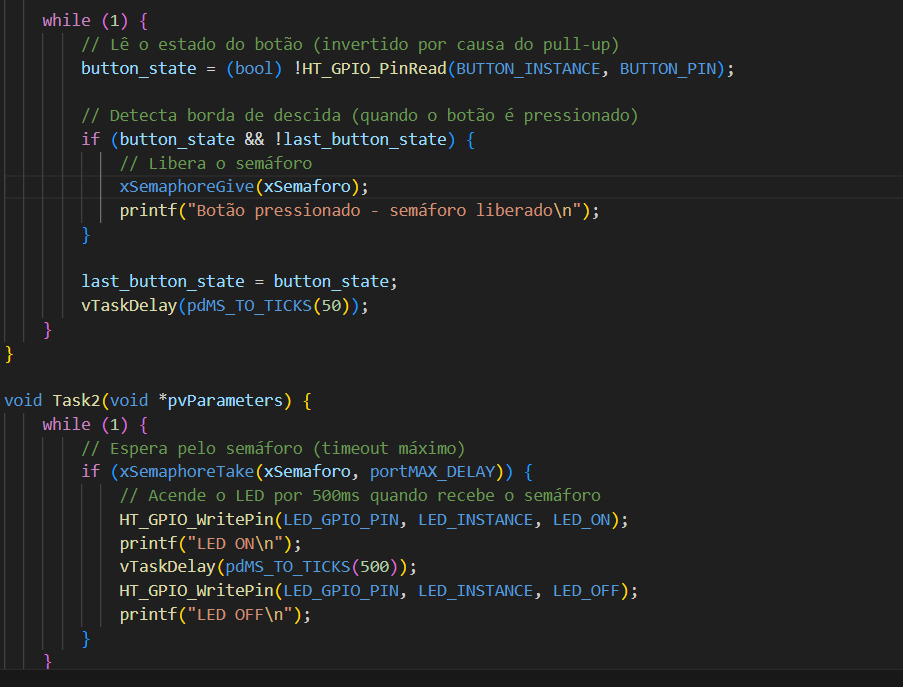 while (1) {
// Lê o estado do botão (invertido por causa do pull-up)
button_state = (bool) !HT_GPIO_PinRead(BUTTON_INSTANCE, BUTTON_PIN);
// Detecta borda de descida (quando o botão é pressionado)
if (button_state && !last_button_state) {
// Libera o semáforo
xSemaphoreGive(xSemaforo);
printf("Botão pressionado - semáforo liberado\n");
}
last_button_state = button_state;
vTaskDelay(pdMS_TO_TICKS(50));
}
}
void Task2(void *pvParameters) {
while (1) {
// Espera pelo semáforo (timeout máximo)
if (xSemaphoreTake(xSemaforo, portMAX_DELAY)) {
// Acende o LED por 500ms quando recebe o semáforo
HT_GPIO_WritePin(LED_GPIO_PIN, LED_INSTANCE, LED_ON);
printf("LED ON\n");
vTaskDelay(pdMS_TO_TICKS(500));
HT_GPIO_WritePin(LED_GPIO_PIN, LED_INSTANCE, LED_OFF);
printf("LED OFF\n");
}
}